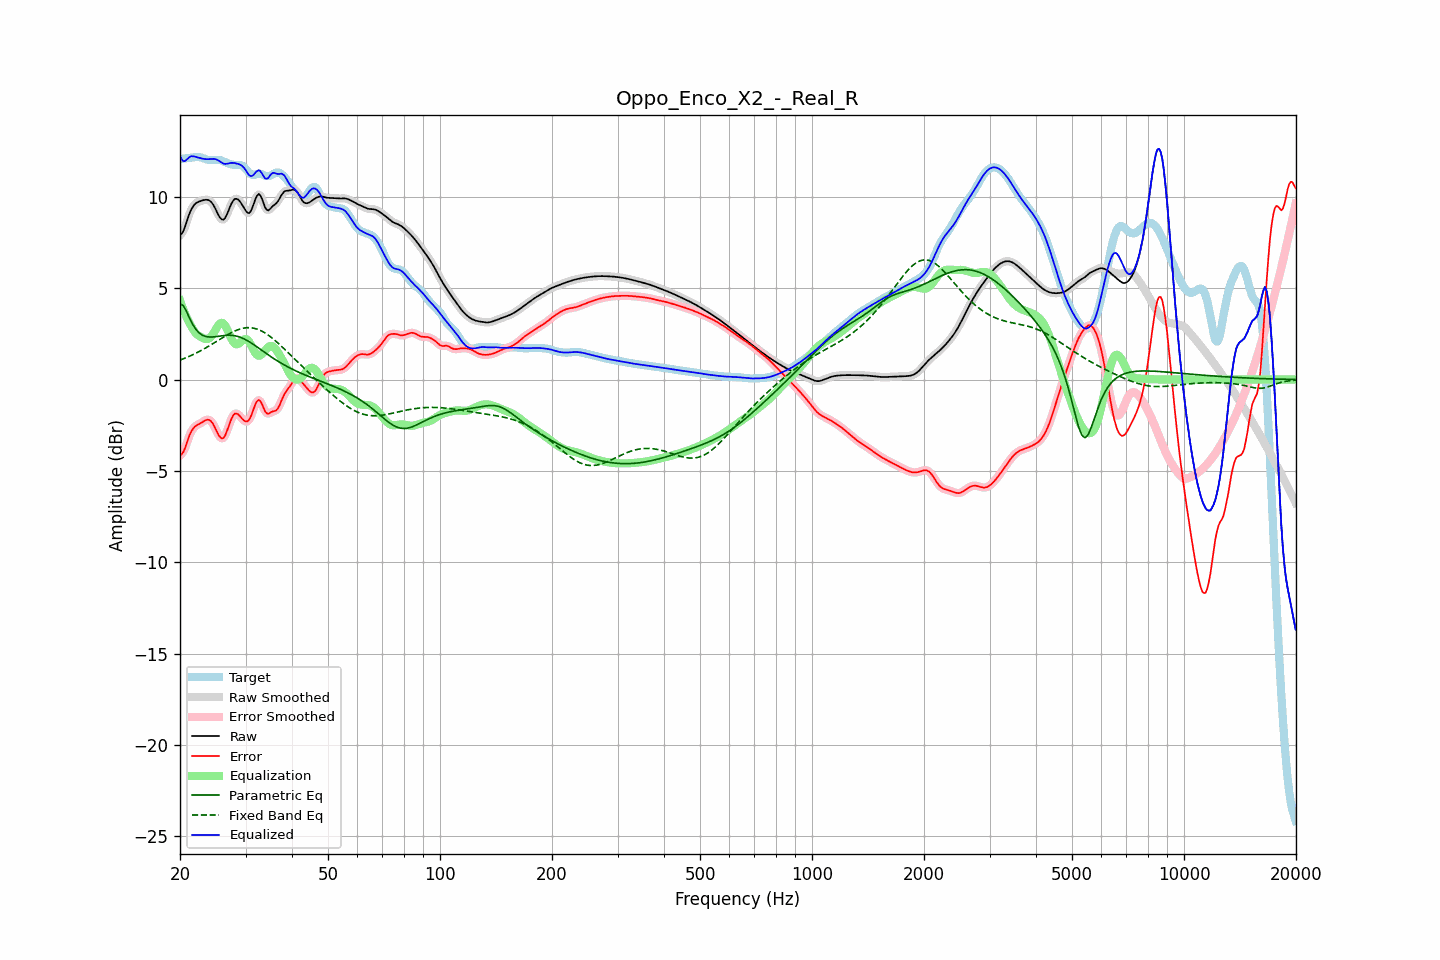 Oppo_Enco_X2_-_Real_R
Amplitude (dBr)
10
5
0
−5
−10
−15
−20
−25
Target
Raw Smoothed
Error Smoothed
Raw
Error
Equalization
Parametric Eq
Fixed Band Eq
Equalized
20 50 100 200 500 1000 2000 5000 10000 20000
Frequency (Hz)